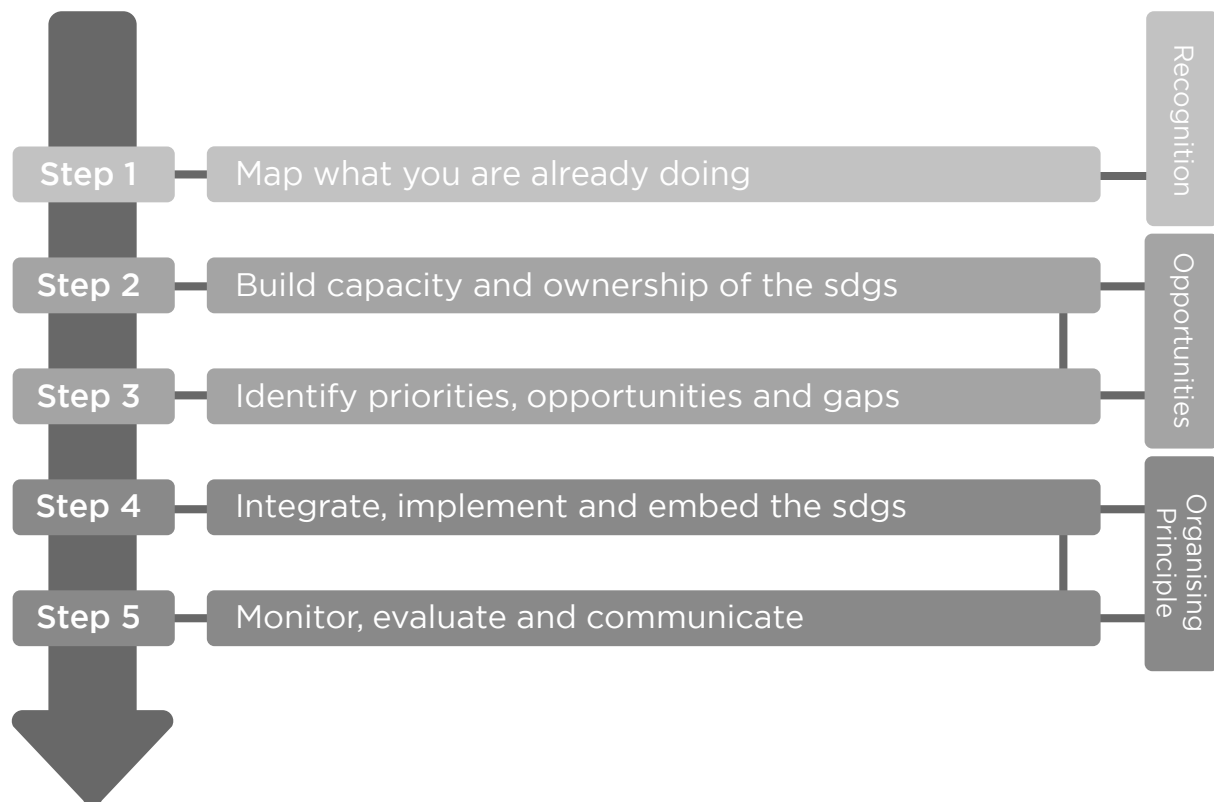 Recognition
Step 1
Map what you are already doing
Opportunities
Step 2
Build capacity and ownership of the sdgs
Step 3
Identify priorities, opportunities and gaps
Organising
Principle
Step 4
Integrate, implement and embed the sdgs
Step 5
Monitor, evaluate and communicate